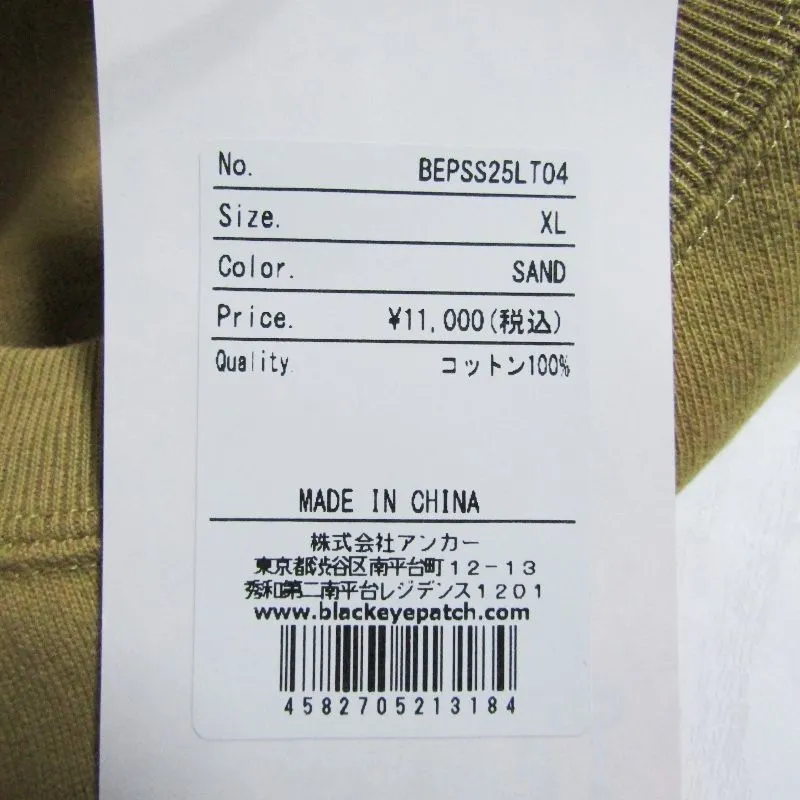 No. BEPSS25LT04
Size. XL
Color. SAND
Price. ¥11,000(税込)
Quality. コットン100%
MADE IN CHINA
株式会社アンカー
東京都渋谷区南平台町12-13
秀和第二南平台レジデンス1201
www.blackeyepatch.com
4582705213184